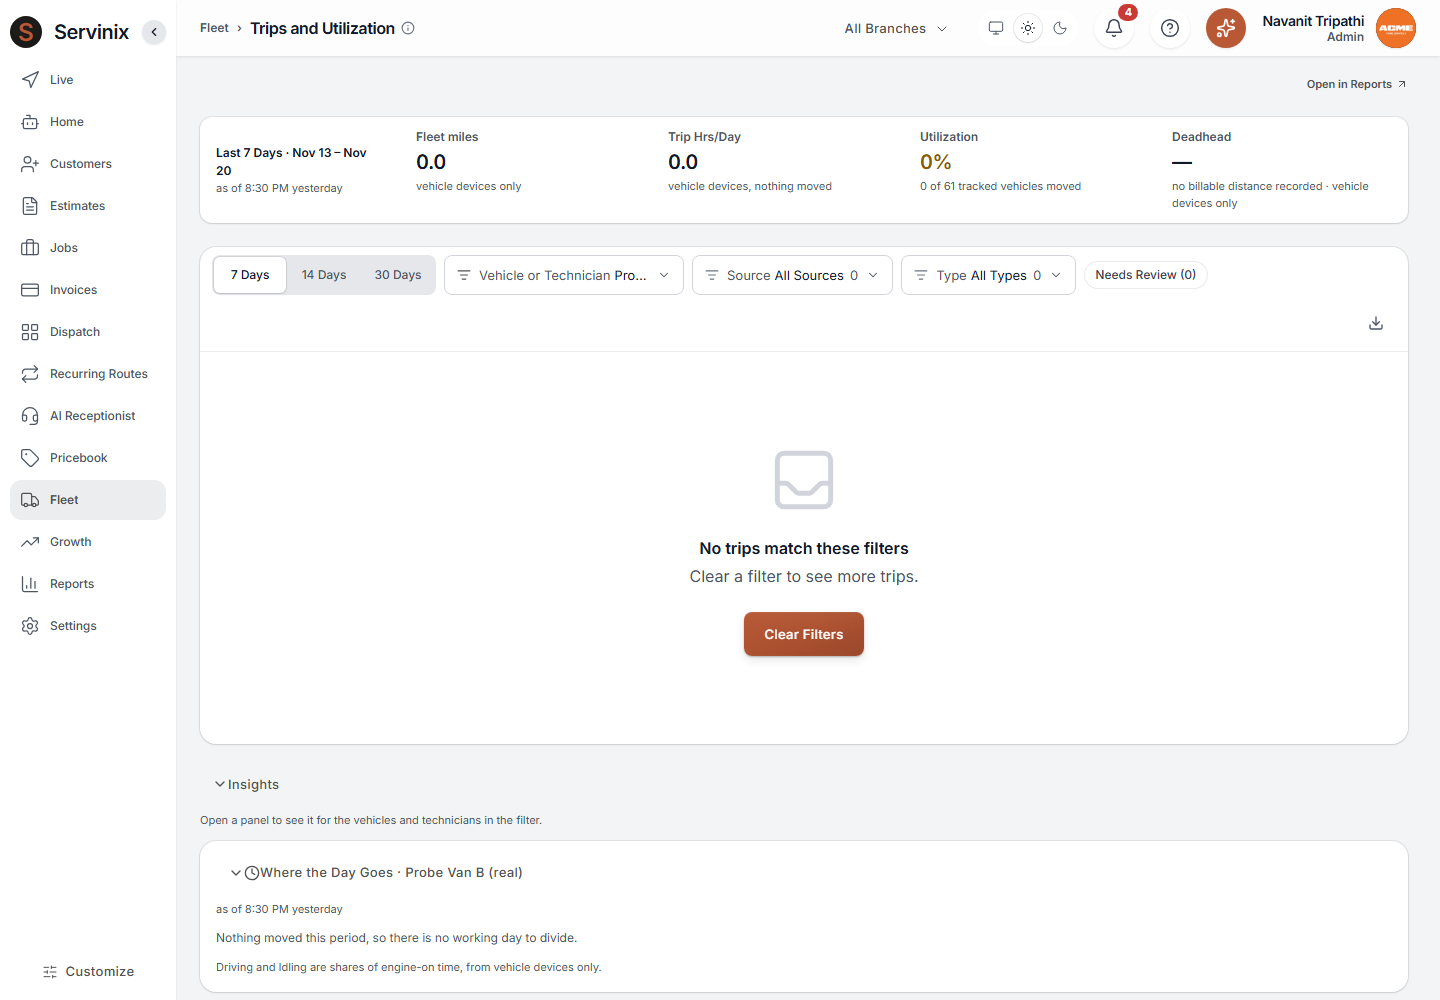 S Servinix
Fleet › Trips and Utilization
All Branches
4
Navanit Tripathi
Admin
ACME
Live
Home
Customers
Estimates
Jobs
Invoices
Dispatch
Recurring Routes
AI Receptionist
Pricebook
Fleet
Growth
Reports
Settings
Customize
Open in Reports
Last 7 Days · Nov 13 – Nov
20
as of 8:30 PM yesterday
Fleet miles
0.0
vehicle devices only
Trip Hrs/Day
0.0
vehicle devices, nothing moved
Utilization
0%
0 of 61 tracked vehicles moved
Deadhead
—
no billable distance recorded · vehicle
devices only
7 Days 14 Days 30 Days Vehicle or Technician Pro... Source All Sources 0 Type All Types 0 Needs Review (0)
No trips match these filters
Clear a filter to see more trips.
Clear Filters
Insights
Open a panel to see it for the vehicles and technicians in the filter.
Where the Day Goes · Probe Van B (real)
as of 8:30 PM yesterday
Nothing moved this period, so there is no working day to divide.
Driving and Idling are shares of engine-on time, from vehicle devices only.